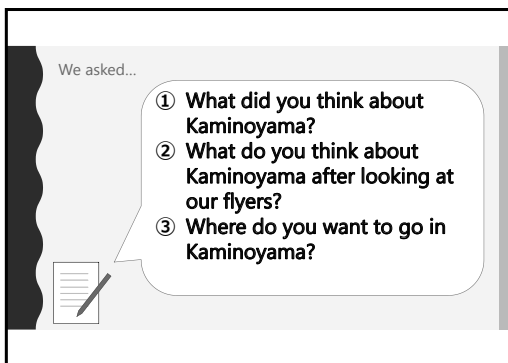 We asked...
① What did you think about
Kaminoyama?
② What do you think about
Kaminoyama after looking at
our flyers?
③ Where do you want to go in
Kaminoyama?